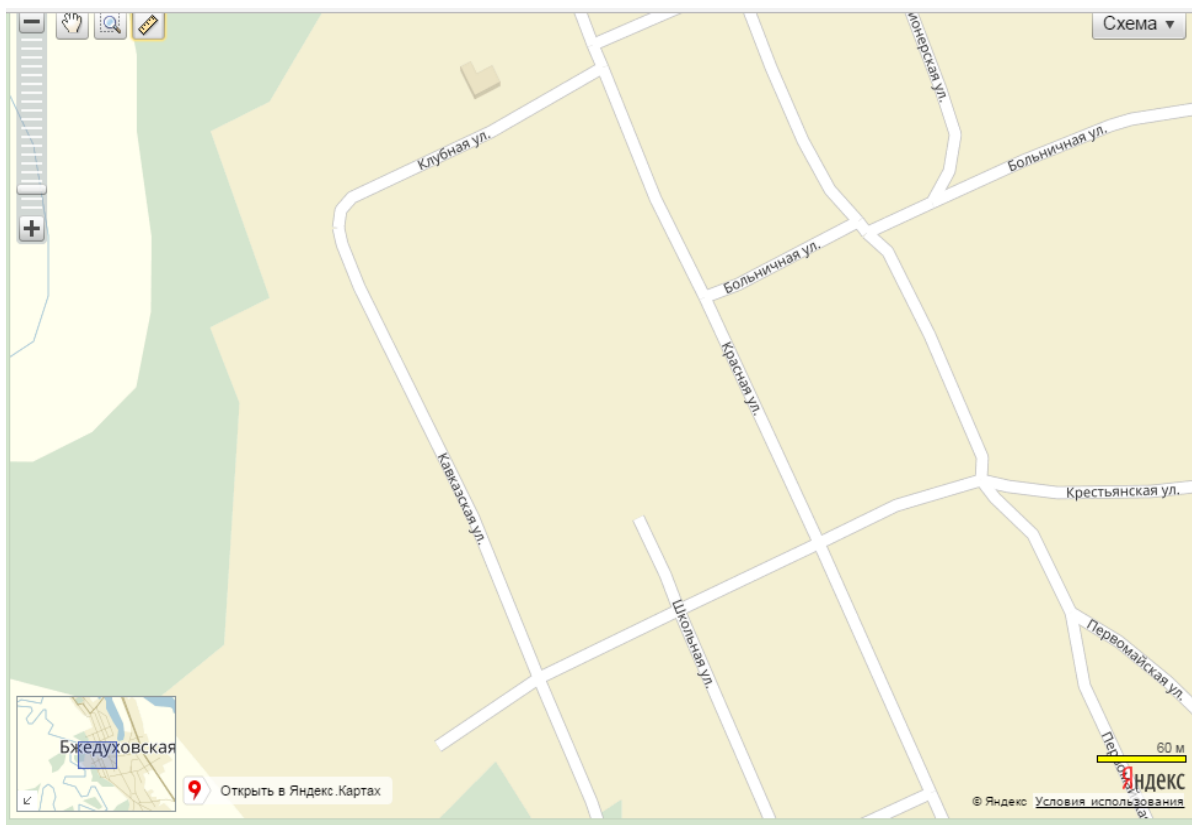 Схема
ионерская ул.
Больничная ул.
Клубная ул.
Больничная ул.
Красная ул.
Кавказская ул.
Крестьянская ул.
Школьная ул.
Первомайская ул.
Бжедуховская
60 м
Яндекс
Открыть в Яндекс.Картах
© Яндекс Условия использования